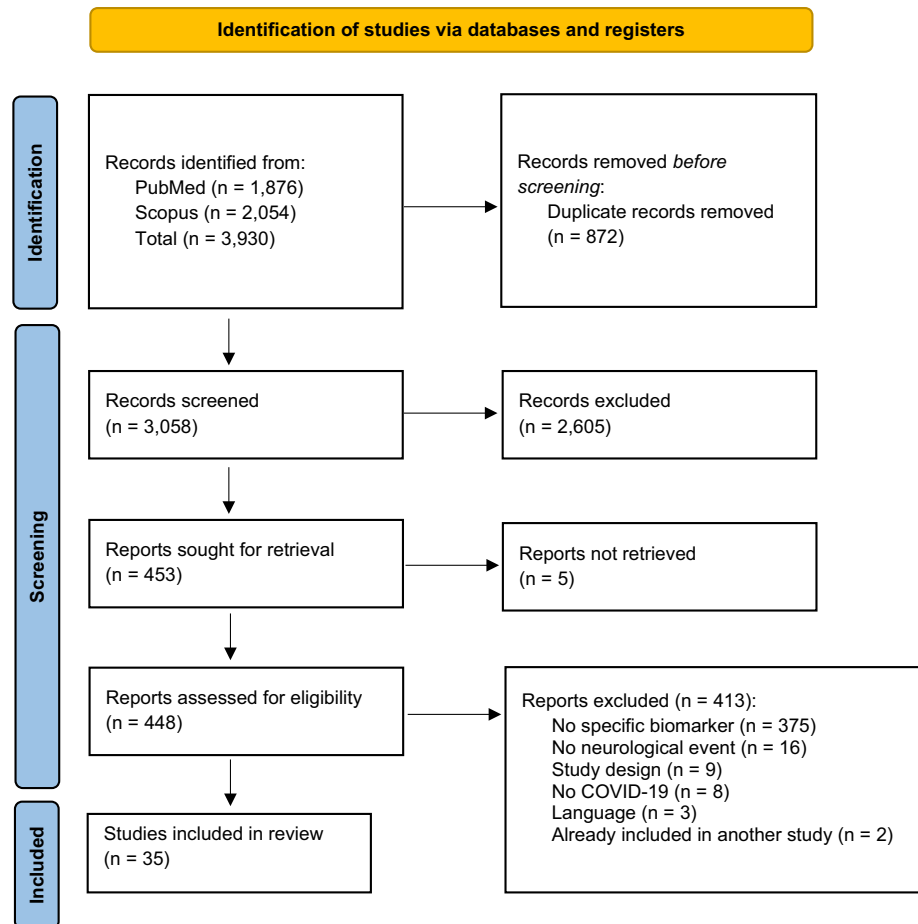 Identification of studies via databases and registers
Identification
Records identified from:
PubMed (n = 1,876)
Scopus (n = 2,054)
Total (n = 3,930)
Records removed before
screening:
Duplicate records removed
(n = 872)
Screening
Records screened
(n = 3,058)
Records excluded
(n = 2,605)
Reports sought for retrieval
(n = 453)
Reports not retrieved
(n = 5)
Reports assessed for eligibility
(n = 448)
Reports excluded (n = 413):
No specific biomarker (n = 375)
No neurological event (n = 16)
Study design (n = 9)
No COVID-19 (n = 8)
Language (n = 3)
Already included in another study (n = 2)
Included
Studies included in review
(n = 35)